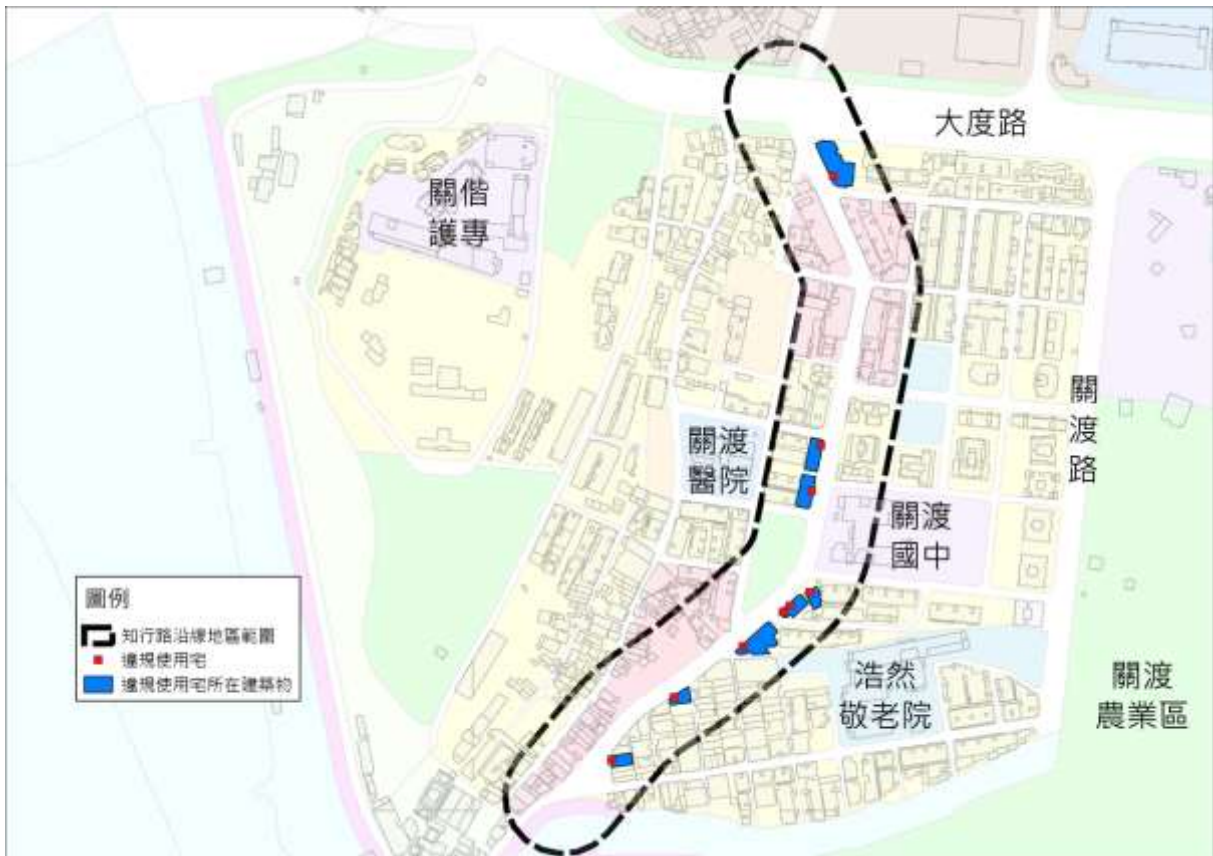 大度路
關偕
護專
關渡路
關渡
醫院
關渡
國中
圖例
知行路沿線地區範圍
違規使用宅
違規使用宅所在建築物
浩然
敬老院
關渡
農業區